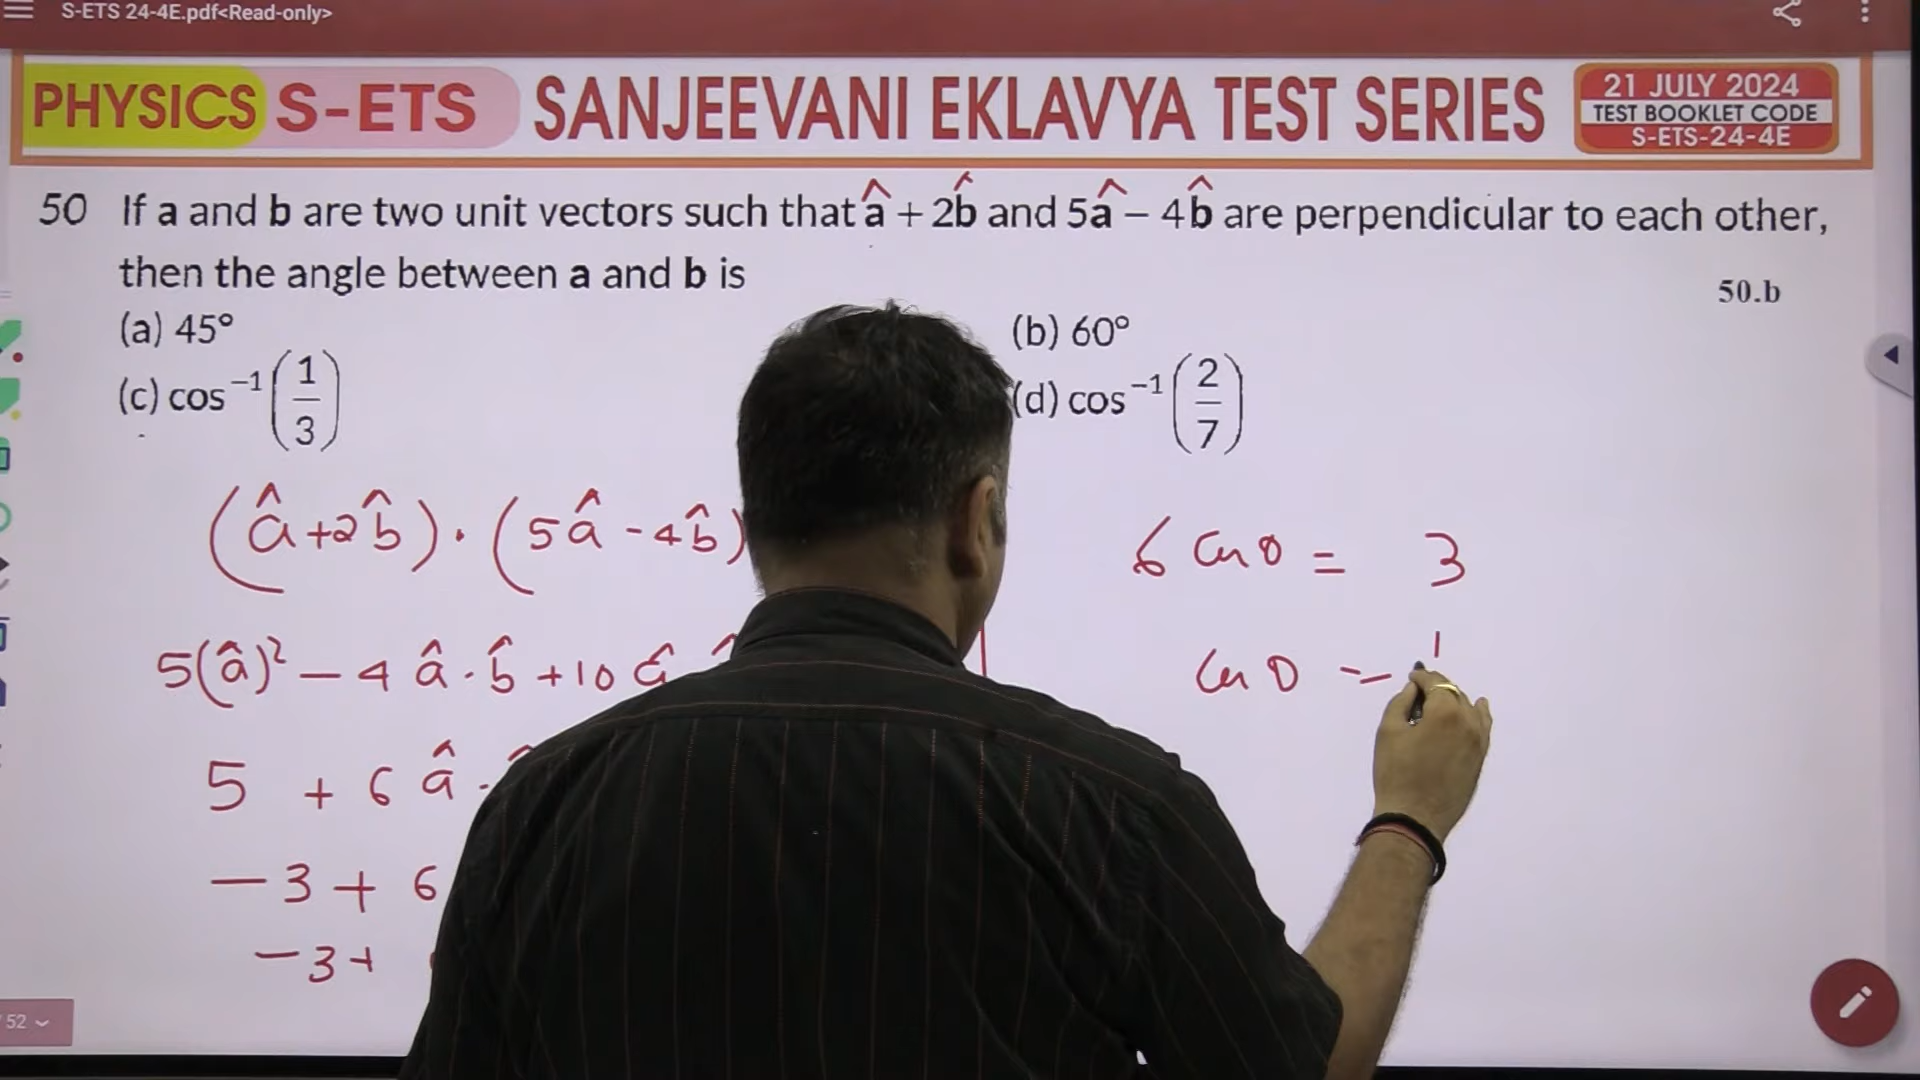 S-ETS 24-4E.pdf<Read-only>
PHYSICS S-ETS SANJEEVANI EKLAVYA TEST SERIES
21 JULY 2024
TEST BOOKLET CODE
S-ETS-24-4E
50 If a and b are two unit vectors such that â + 2b̂ and 5â – 4b̂ are perpendicular to each other,
then the angle between a and b is
50.b
(a) 45° (b) 60°
(c) cos⁻¹(1/3) (d) cos⁻¹(2/7)
(â+2b̂)·(5â-4b̂)
5(â)² - 4 â·b̂ +10 â
5 + 6 â·
-3 + 6
-3+
6 cos θ = 3
cos θ = 1
52